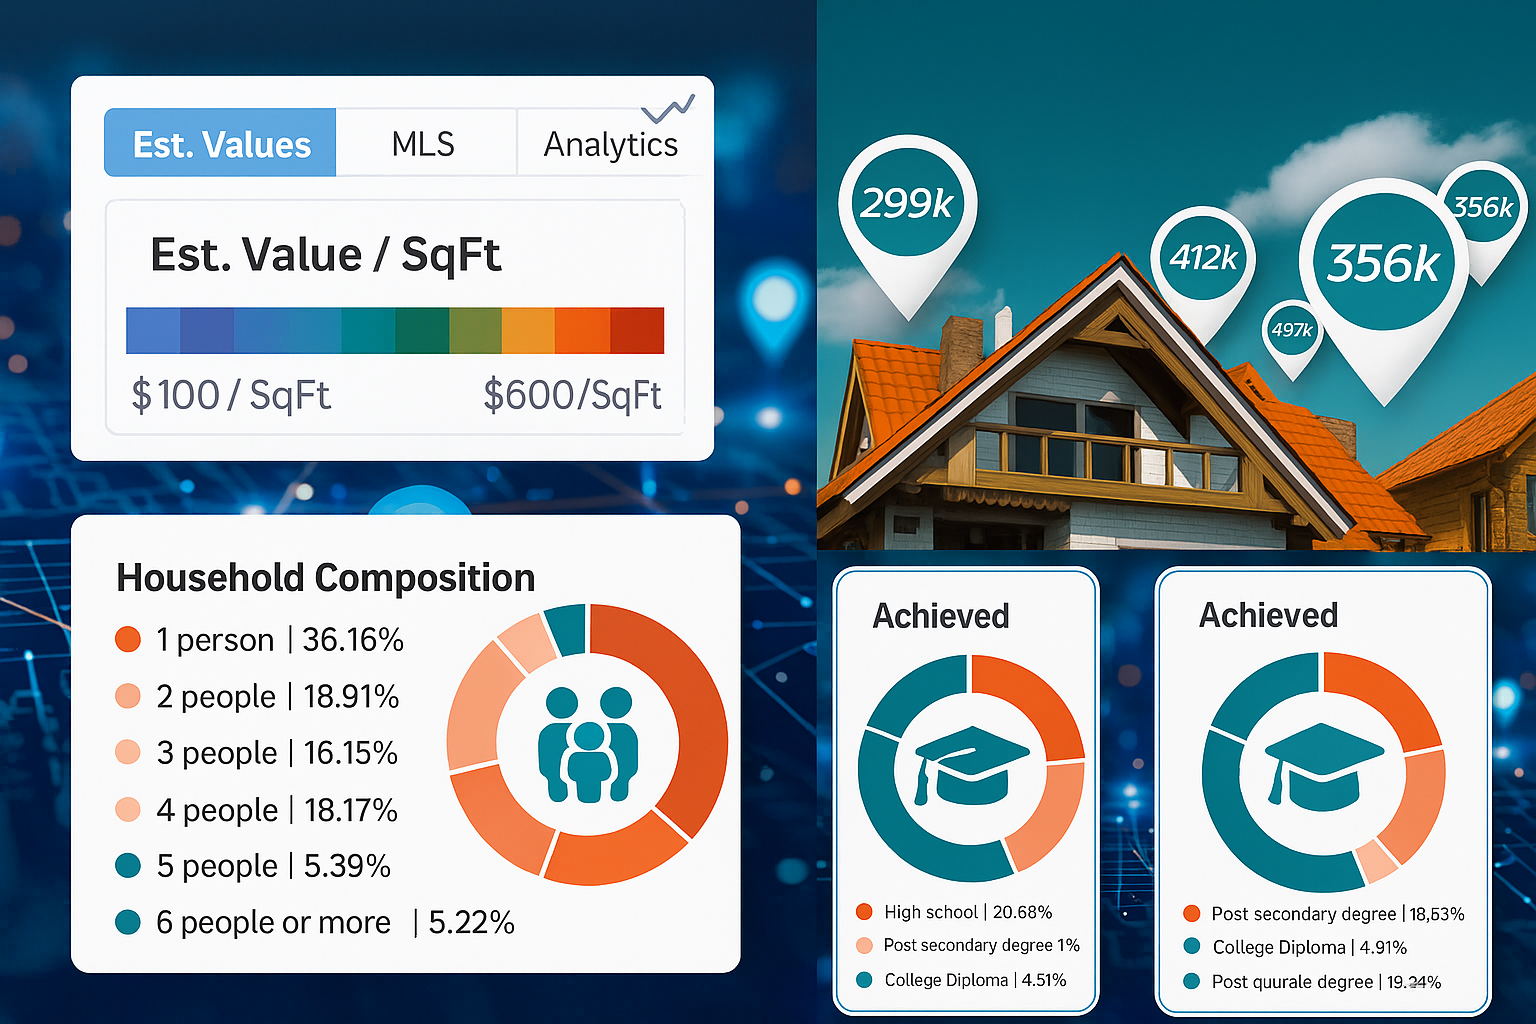 Est. Values
MLS
Analytics
Est. Value / SqFt
$100 / SqFt
$600/SqFt
299k
412k
497k
356k
356k
Household Composition
1 person | 36.16%
2 people | 18.91%
3 people | 16.15%
4 people | 18.17%
5 people | 5.39%
6 people or more | 5.22%
Achieved
High school | 20.68%
Post secondary degree 1%
College Diploma | 4.51%
Achieved
Post secondary degree | 18,53%
College Diploma | 4.91%
Post quurale degree | 19.24%